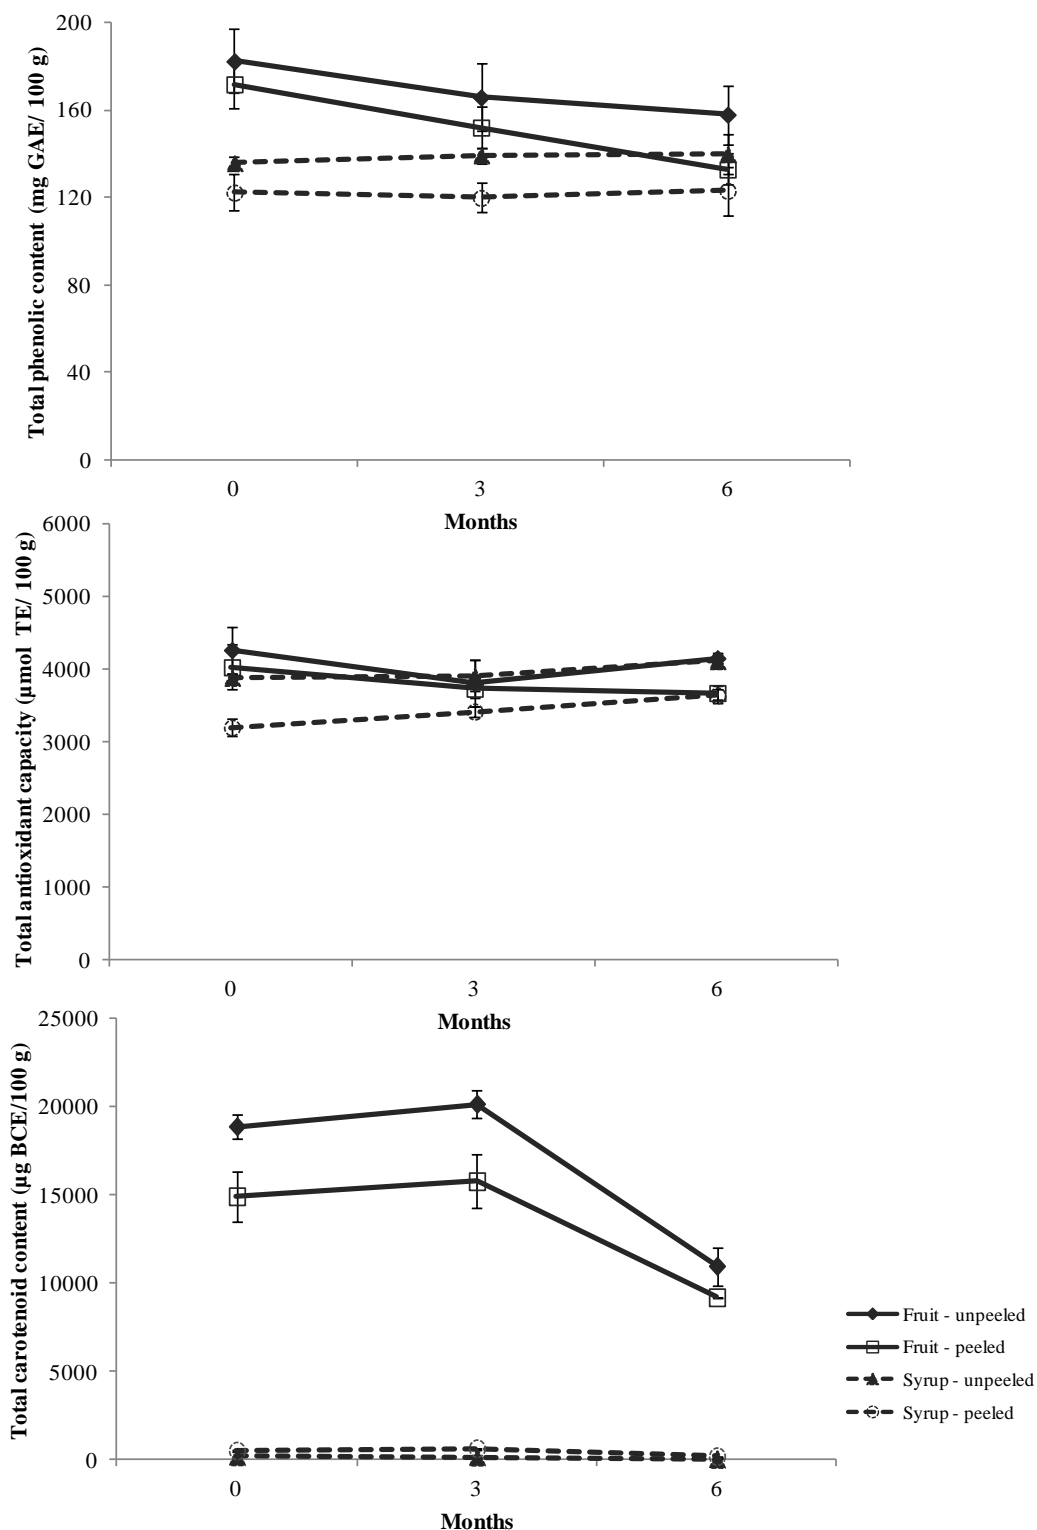 Total phenolic content (mg GAE/ 100 g)
200
160
120
80
40
0
0 3 6
Months
Total antioxidant capacity (µmol TE/ 100 g)
6000
5000
4000
3000
2000
1000
0
0 3 6
Months
Total carotenoid content (µg BCE/100 g)
25000
20000
15000
10000
5000
0
0 3 6
Months
Fruit - unpeeled
Fruit - peeled
Syrup - unpeeled
Syrup - peeled